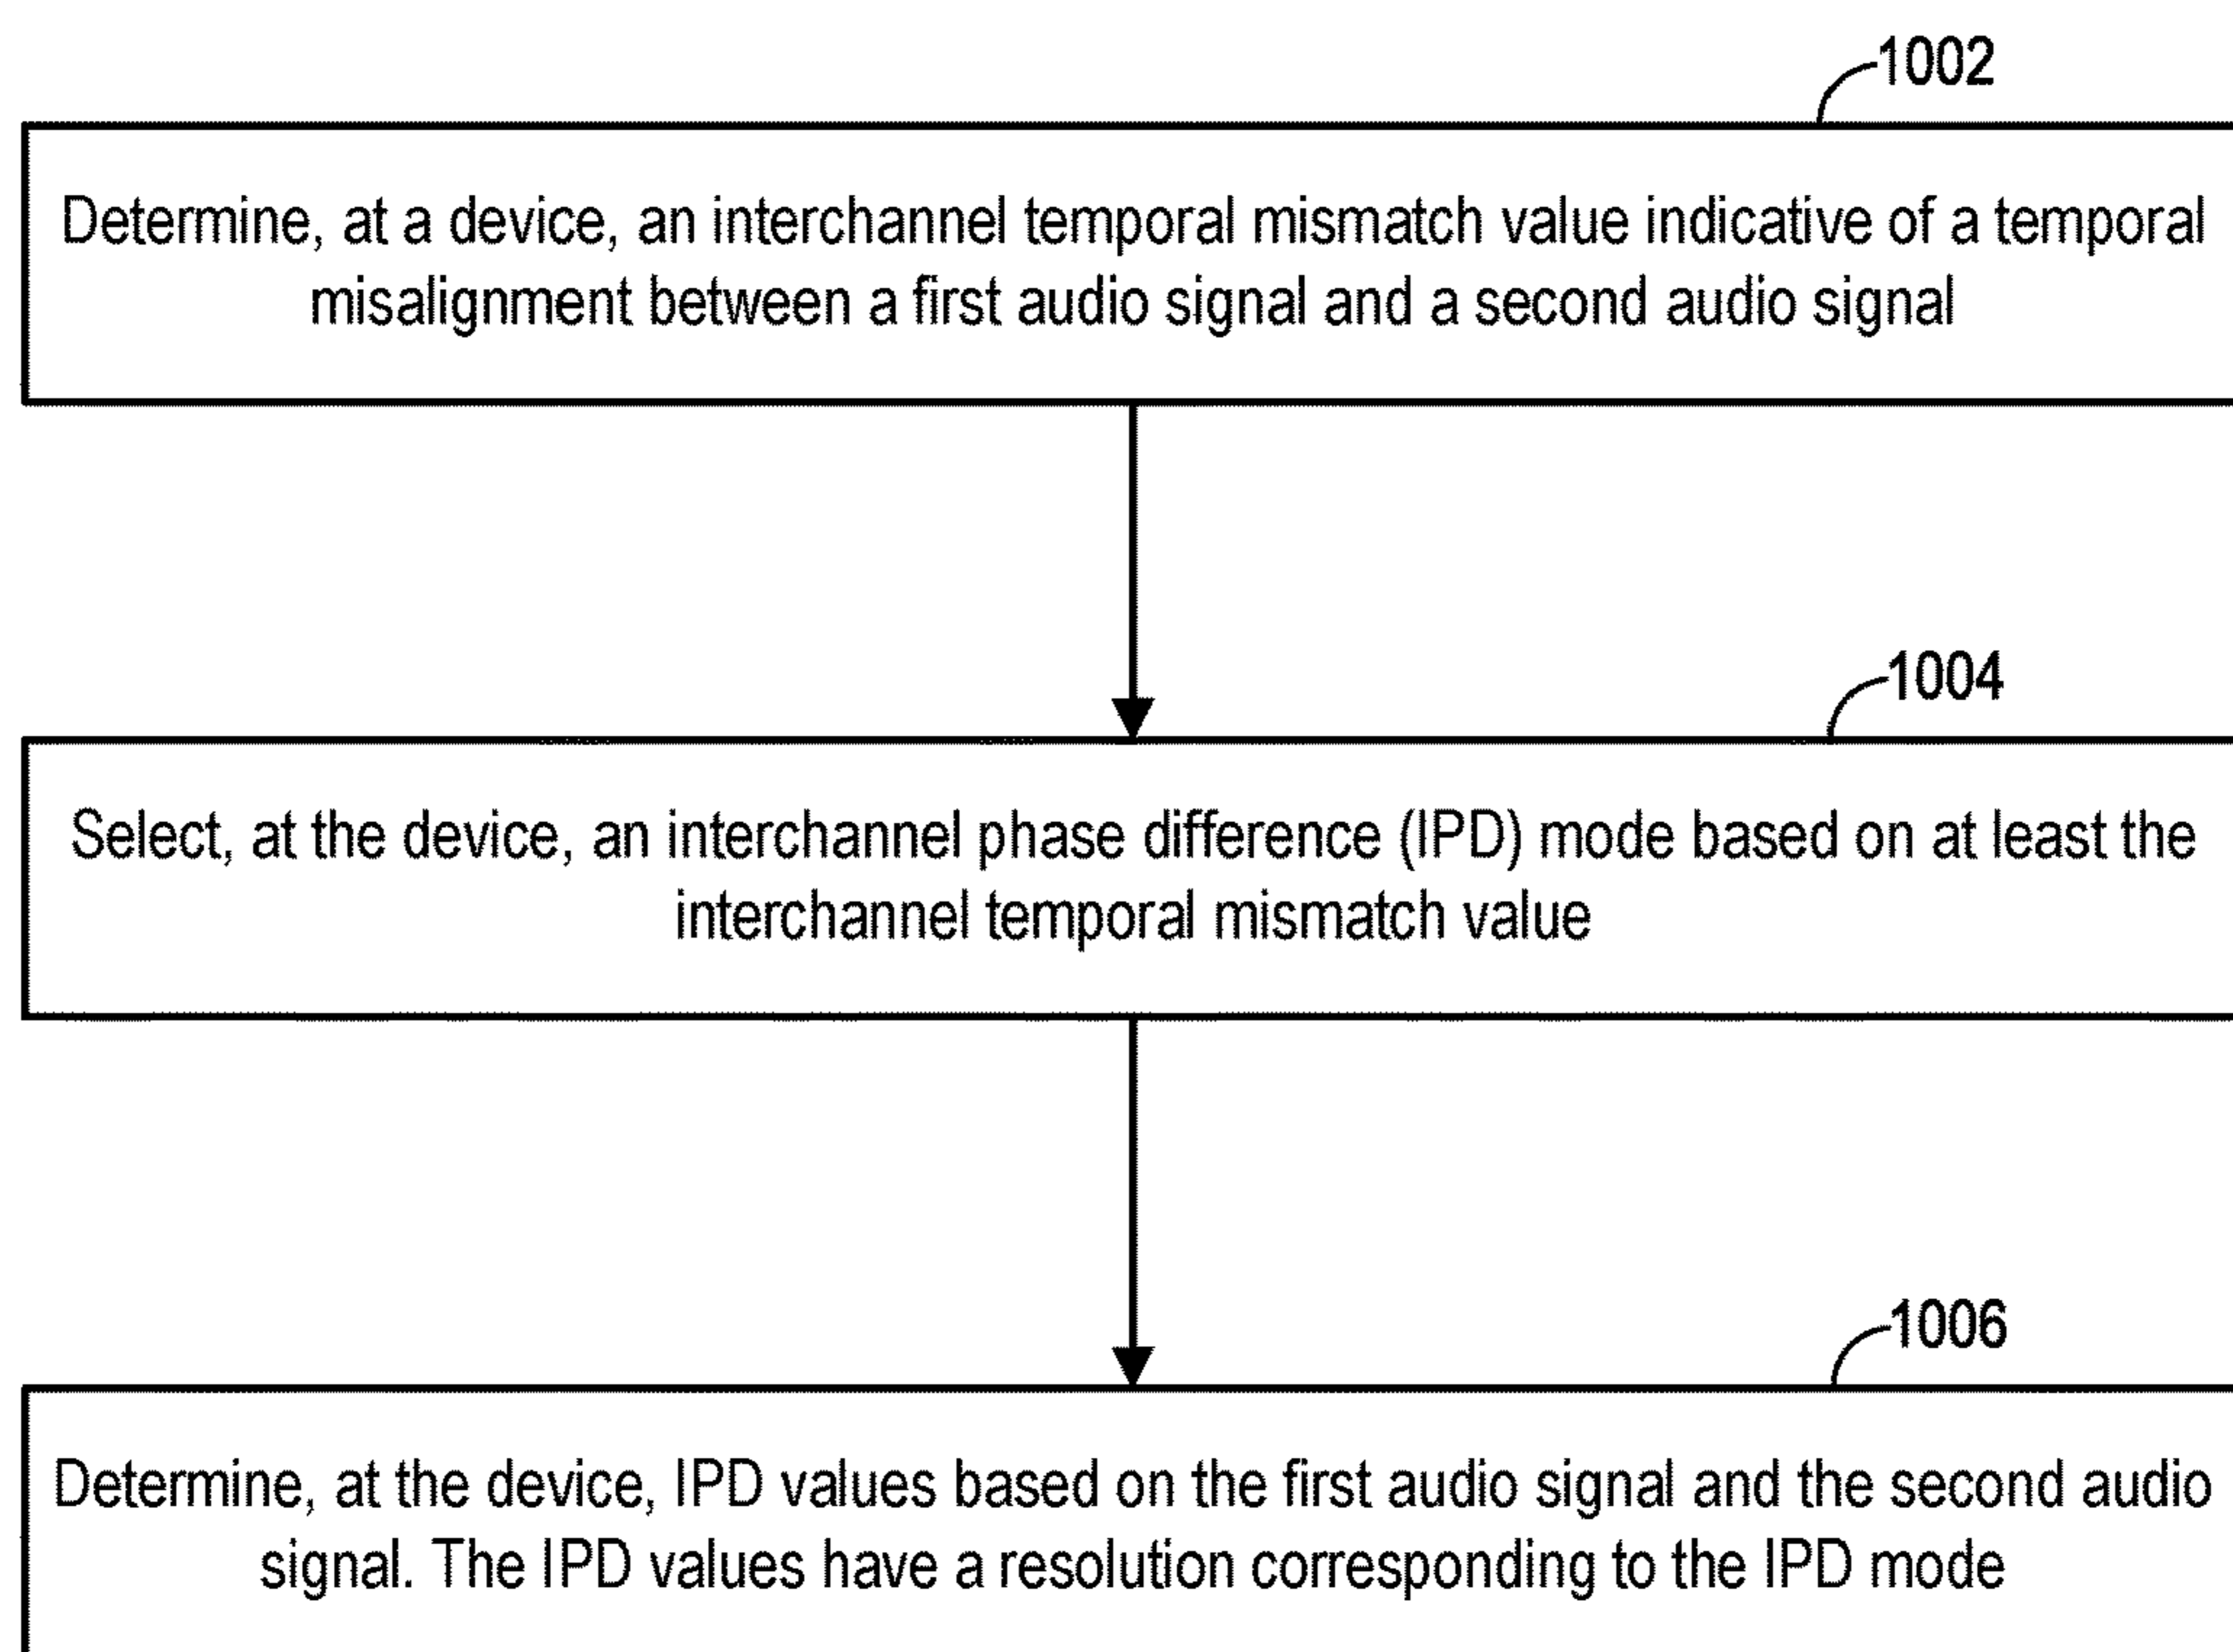 1002
Determine, at a device, an interchannel temporal mismatch value indicative of a temporal
misalignment between a first audio signal and a second audio signal
1004
Select, at the device, an interchannel phase difference (IPD) mode based on at least the
interchannel temporal mismatch value
1006
Determine, at the device, IPD values based on the first audio signal and the second audio
signal. The IPD values have a resolution corresponding to the IPD mode